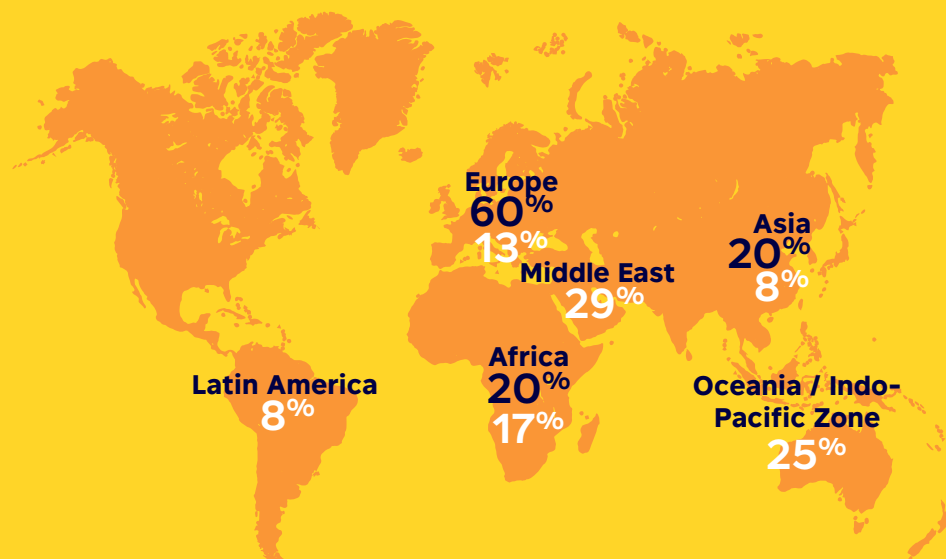 Europe
60%
13%
Asia
20%
8%
Middle East
29%
Africa
20%
17%
Latin America
8%
Oceania / Indo-
Pacific Zone
25%